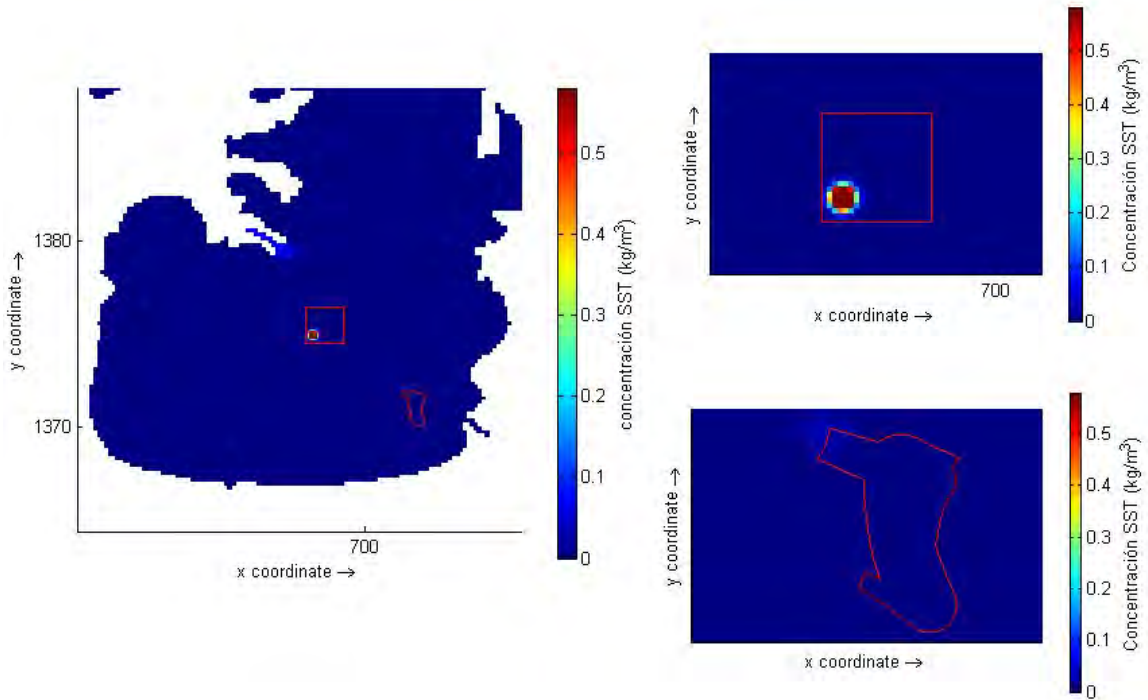 1380
1370
700
y coordinate →
x coordinate →
0.5
0.4
0.3
0.2
0.1
0
concentración SST (kg/m³)
y coordinate →
700
x coordinate →
0.5
0.4
0.3
0.2
0.1
0
Concentración SST (kg/m³)
y coordinate →
x coordinate →
0.5
0.4
0.3
0.2
0.1
0
Concentración SST (kg/m³)